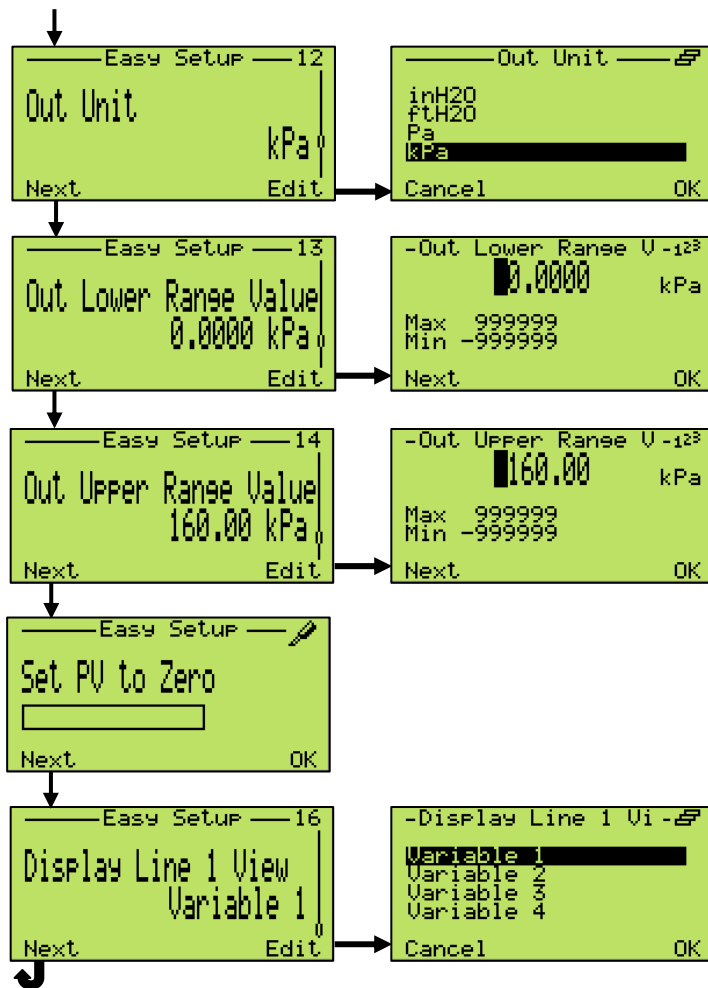 Easy Setup 12
Out Unit
kPa
Next Edit
Out Unit
inH2O
ftH2O
Pa
kPa
Cancel OK
Easy Setup 13
Out Lower Range Value
0.0000 kPa
Next Edit
-Out Lower Range V-123
0.0000 kPa
Max 999999
Min -999999
Next OK
Easy Setup 14
Out Upper Range Value
160.00 kPa
Next Edit
-Out Upper Range V-123
160.00 kPa
Max 999999
Min -999999
Next OK
Easy Setup
Set PV to Zero
Next OK
Easy Setup 16
Display Line 1 View
Variable 1
Next Edit
-Display Line 1 Vi-
Variable 1
Variable 2
Variable 3
Variable 4
Cancel OK